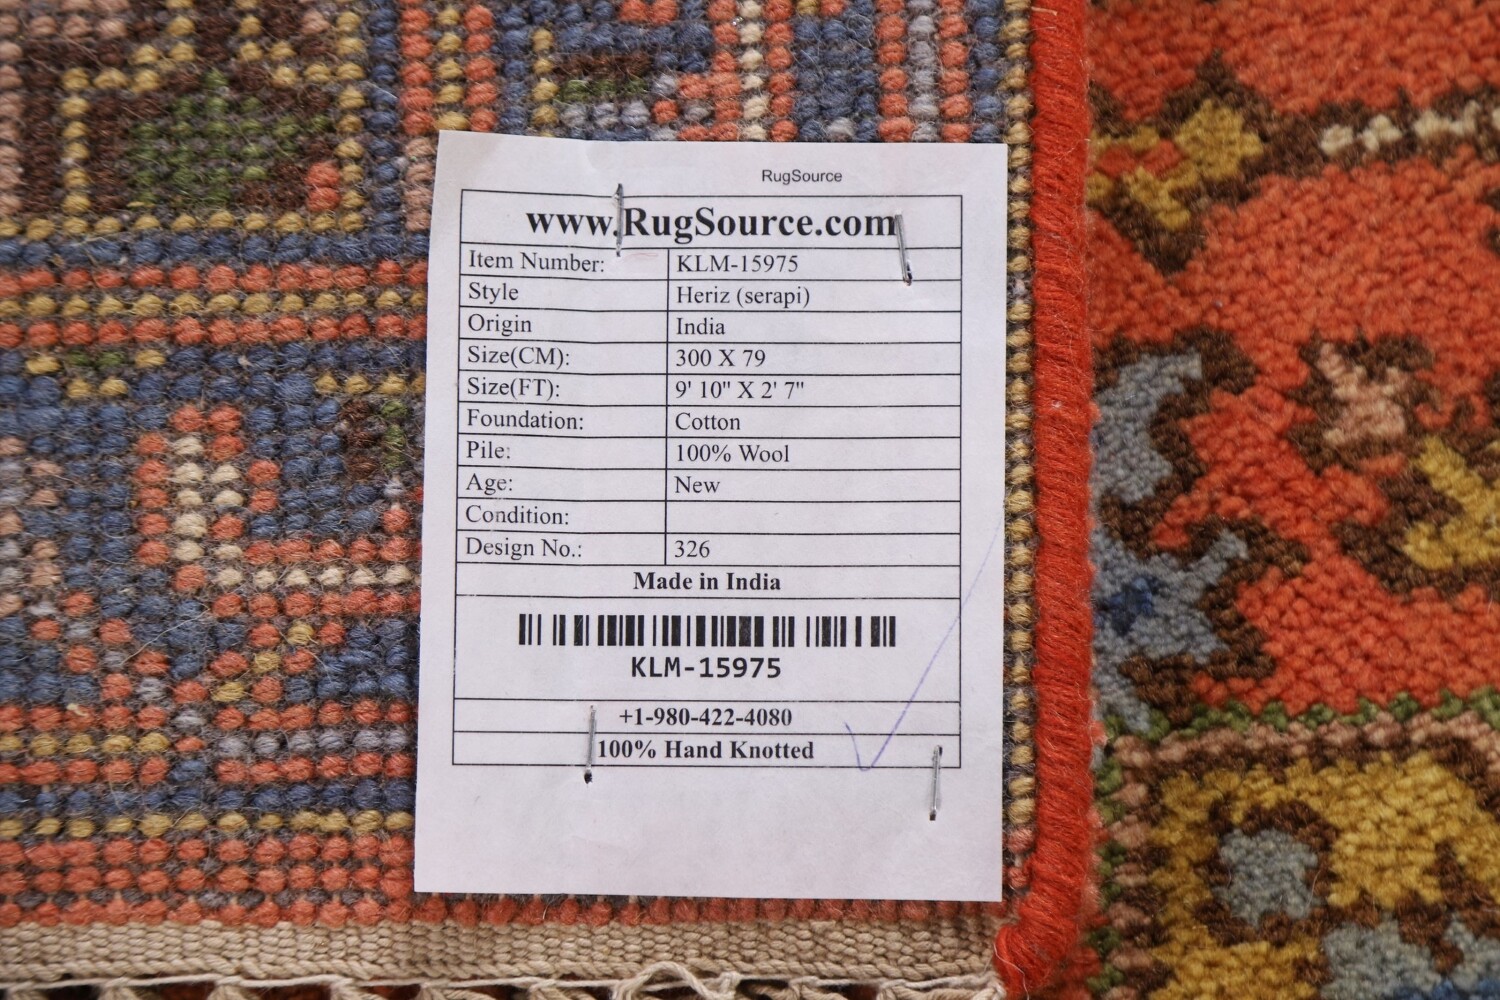 RugSource
www.RugSource.com
Item Number: KLM-15975
Style Heriz (serapi)
Origin India
Size(CM): 300 X 79
Size(FT): 9' 10" X 2' 7"
Foundation: Cotton
Pile: 100% Wool
Age: New
Condition:
Design No.: 326
Made in India
KLM-15975
+1-980-422-4080
100% Hand Knotted